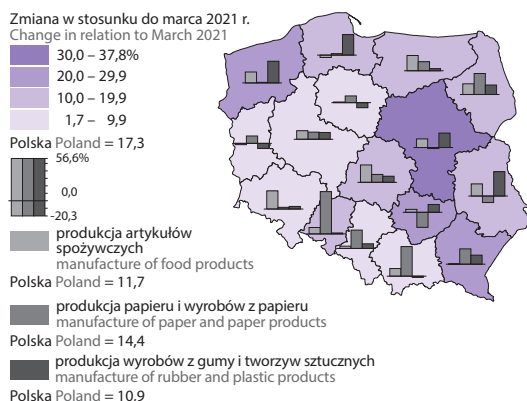 Zmiana w stosunku do marca 2021 r.
Change in relation to March 2021
30,0 – 37,8%
20,0 – 29,9
10,0 – 19,9
1,7 – 9,9
Polska Poland = 17,3
56,6%
0,0
-20,3
produkcja artykułów
spożywczych
manufacture of food products
Polska Poland = 11,7
produkcja papieru i wyrobów z papieru
manufacture of paper and paper products
Polska Poland = 14,4
produkcja wyrobów z gumy i tworzyw sztucznych
manufacture of rubber and plastic products
Polska Poland = 10,9